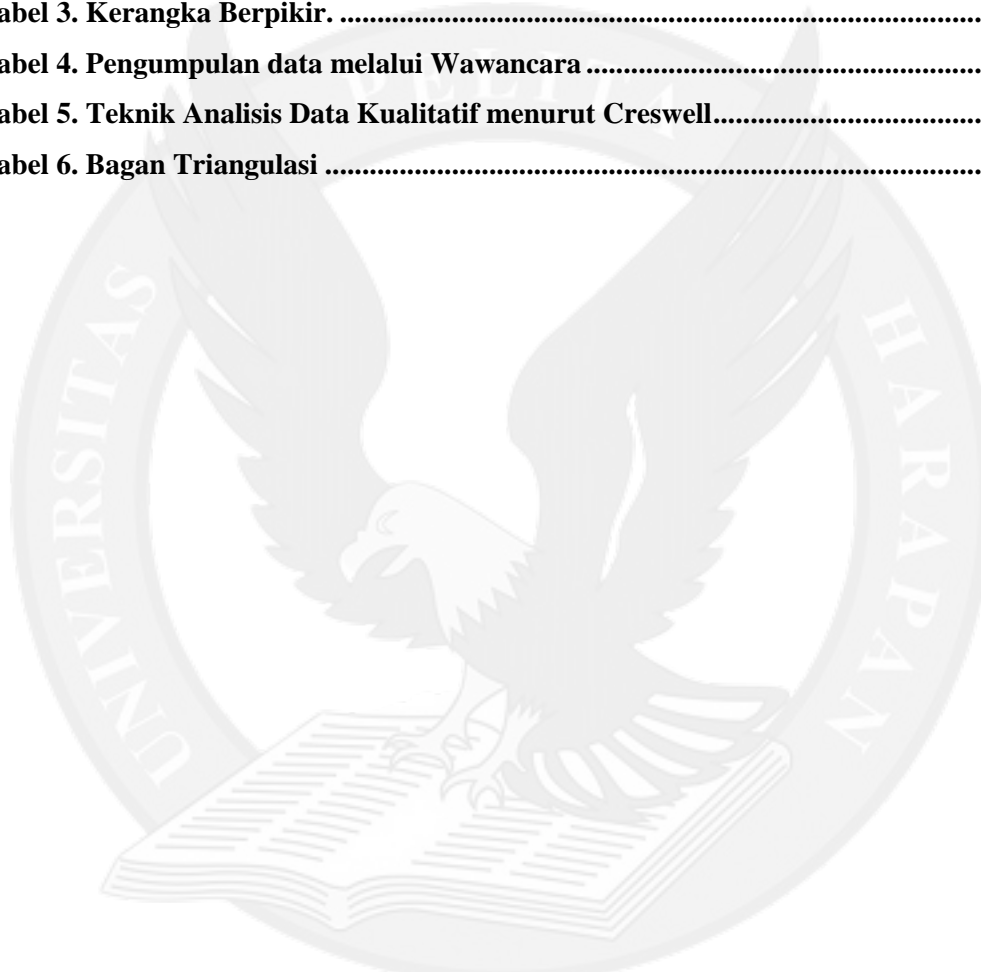 abel 3. Kerangka Berpikir. ......................................................................................
abel 4. Pengumpulan data melalui Wawancara .....................................................
abel 5. Teknik Analisis Data Kualitatif menurut Creswell....................................
abel 6. Bagan Triangulasi ........................................................................................
UNIVERSITAS PELITA HARAPAN